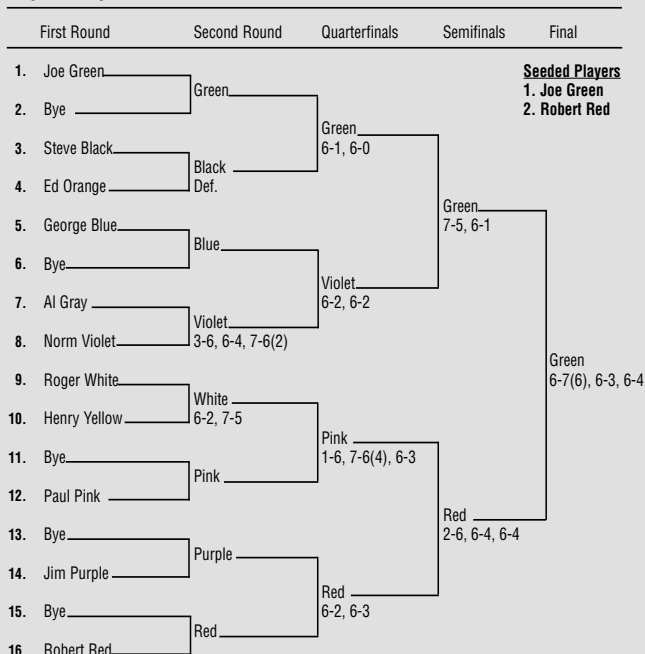 First Round Second Round Quarterfinals Semifinals Final
Seeded Players
1. Joe Green
2. Robert Red
1. Joe Green
2. Bye
3. Steve Black
4. Ed Orange
5. George Blue
6. Bye
7. Al Gray
8. Norm Violet
9. Roger White
10. Henry Yellow
11. Bye
12. Paul Pink
13. Bye
14. Jim Purple
15. Bye
16. Robert Red
Green
Black
Def.
Blue
Violet
3-6, 6-4, 7-6(2)
White
6-2, 7-5
Pink
Purple
Red
Green
6-1, 6-0
Violet
6-2, 6-2
Pink
1-6, 7-6(4), 6-3
Red
6-2, 6-3
Green
7-5, 6-1
Red
2-6, 6-4, 6-4
Green
6-7(6), 6-3, 6-4